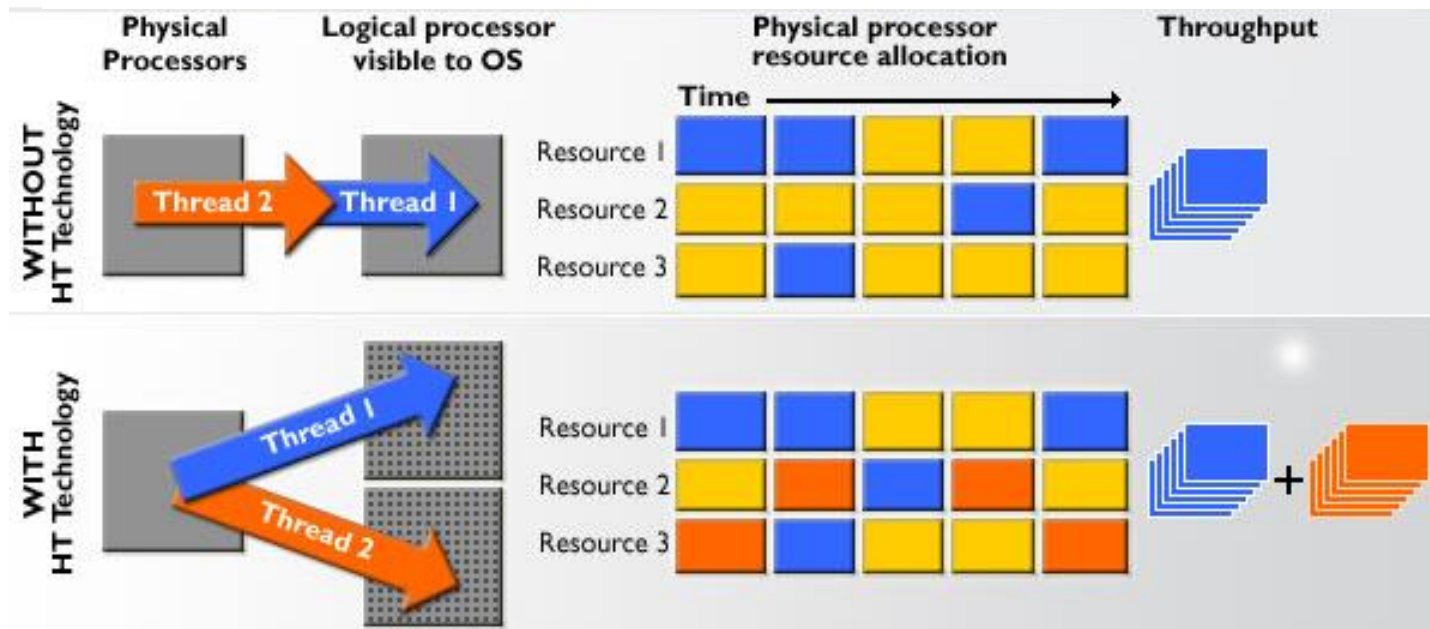 Physical
Processors
Logical processor
visible to OS
Physical processor
resource allocation
Throughput
WITHOUT
HT Technology
Thread 2
Thread 1
Time
Resource 1
Resource 2
Resource 3
WITH
HT Technology
Thread 1
Thread 2
Resource 1
Resource 2
Resource 3
+